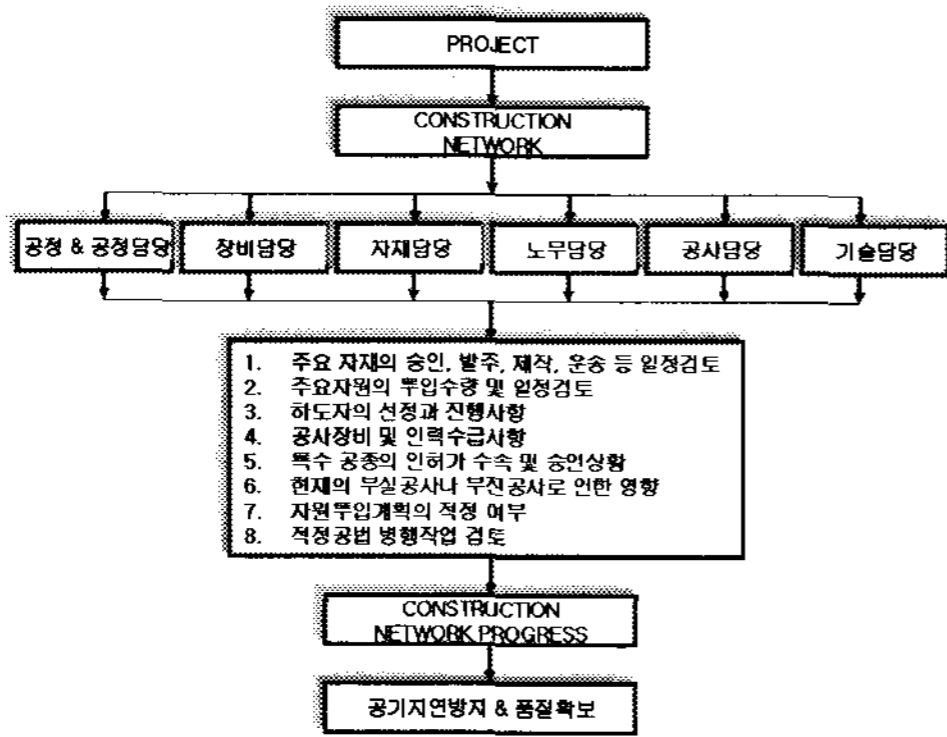 PROJECT
CONSTRUCTION
NETWORK
공정 & 공정담당
장비담당
자재담당
노무담당
공사담당
기술담당
1. 주요 자재의 승인, 발주, 제작, 운송 등 일정검토
2. 주요자원의 투입수량 및 일정검토
3. 하도자의 선정과 진행사항
4. 공사장비 및 인력수급사항
5. 특수 공종의 인허가 수속 및 승인상황
6. 현재의 부실공사나 부진공사로 인한 영향
7. 자원투입계획의 적정 여부
8. 적정공법 병행작업 검토
CONSTRUCTION
NETWORK PROGRESS
공기지연방지 & 품질확보